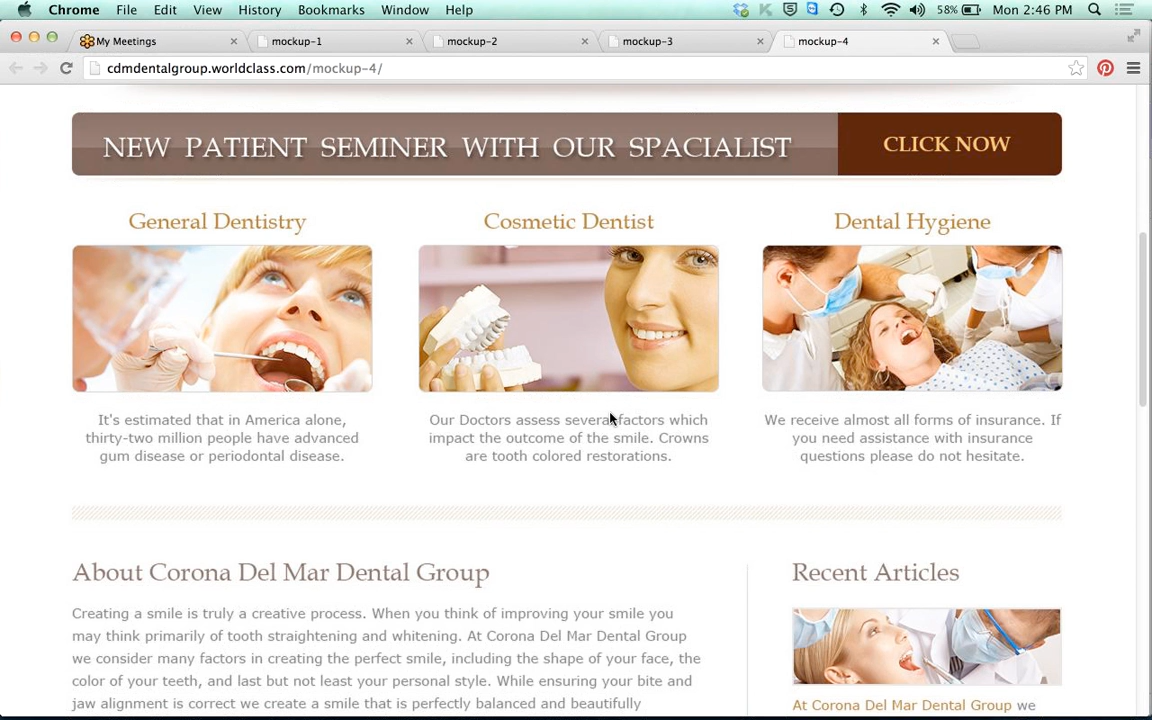 Chrome File Edit View History Bookmarks Window Help 58% Mon 2:46 PM
My Meetings mockup-1 mockup-2 mockup-3 mockup-4
cdmdentalgroup.worldclass.com/mockup-4/
NEW PATIENT SEMINER WITH OUR SPACIALIST CLICK NOW
General Dentistry Cosmetic Dentist Dental Hygiene
It's estimated that in America alone,
thirty-two million people have advanced
gum disease or periodontal disease.
Our Doctors assess several factors which
impact the outcome of the smile. Crowns
are tooth colored restorations.
We receive almost all forms of insurance. If
you need assistance with insurance
questions please do not hesitate.
About Corona Del Mar Dental Group
Creating a smile is truly a creative process. When you think of improving your smile you
may think primarily of tooth straightening and whitening. At Corona Del Mar Dental Group
we consider many factors in creating the perfect smile, including the shape of your face, the
color of your teeth, and last but not least your personal style. While ensuring your bite and
jaw alignment is correct we create a smile that is perfectly balanced and beautifully
Recent Articles
At Corona Del Mar Dental Group we